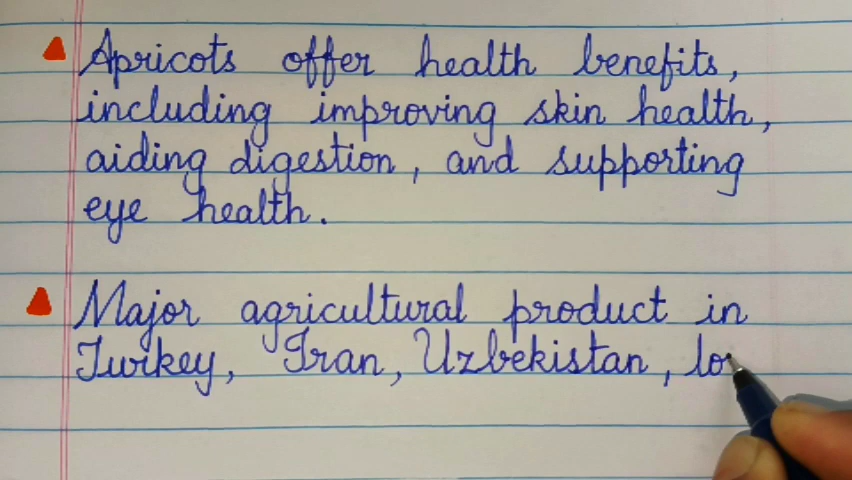 Apricots offer health benefits,
including improving skin health,
aiding digestion, and supporting
eye health.
Major agricultural product in
Turkey, Iran, Uzbekistan,